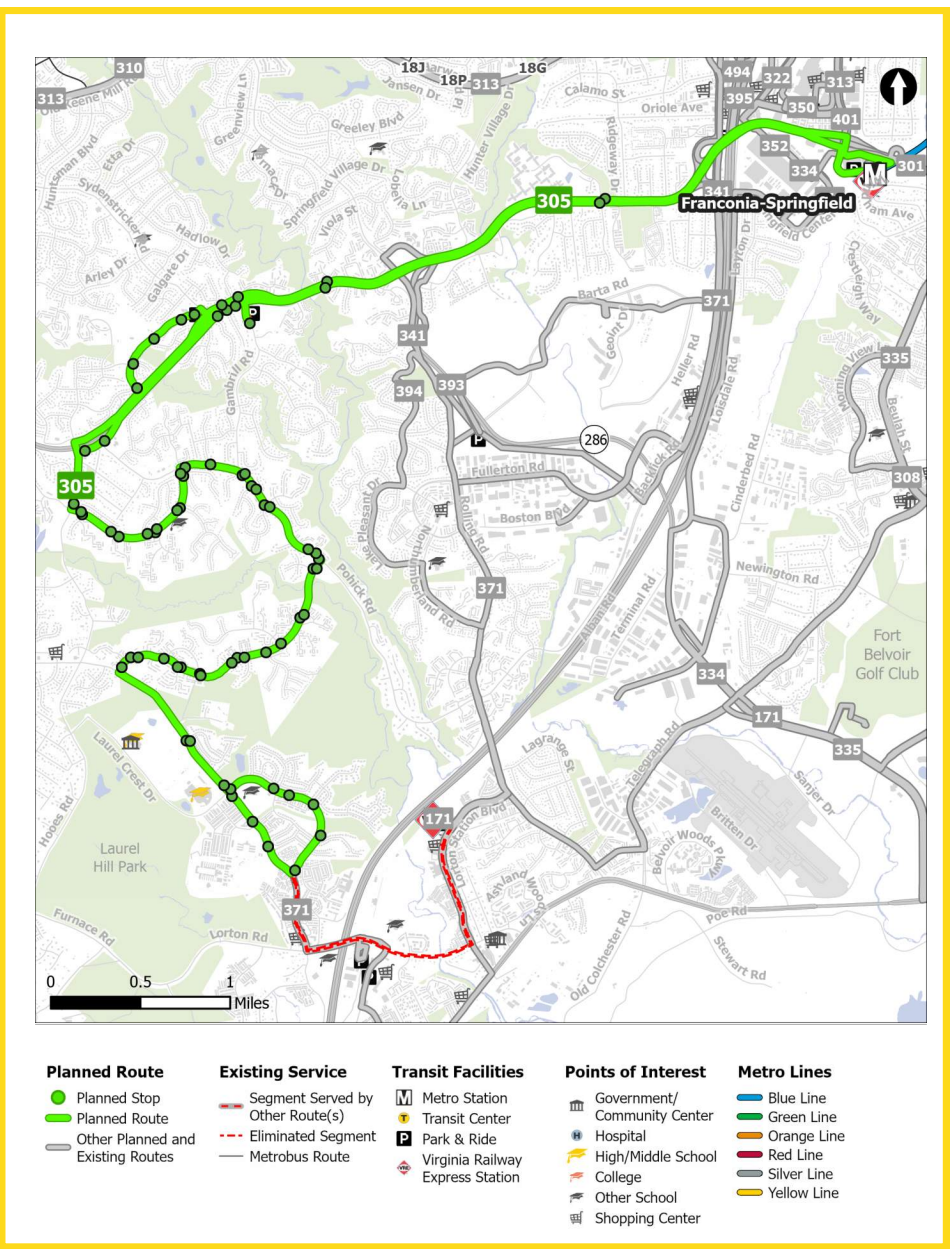 18J
18P
18G
310
313
313
Jansen Dr
Greenview Ln
Greeley Blvd
Calamo St
Oriole Ave
494
395
322
313
350
401
352
334
301
341
Huntsman Blvd
Etta Dr
Springfield Village Dr
Lobelia Ln
Hunter Village Dr
Ridgeway Dr
305
M
Franconia-Springfield
Viola St
Hadlow Dr
Arley Dr
Galgate Dr
Layton Dr
Crestleigh Way
Barta Rd
371
Geoint Dr
341
Gambrill Rd
Heller Rd
Loisdale Rd
335
Beulah St
394
393
286
Fullerton Rd
Backlick Rd
Boston Blvd
Cinderbed Rd
308
305
Rolling Rd
Pohick Rd
Northumberland Rd
371
Newington Rd
Alban Rd
Terminal Rd
Fort
Belvoir
Golf Club
334
171
335
Laurel Crest Dr
Lagrange St
Telegraph Rd
Sanjer Dr
Britten Dr
Hooes Rd
171
Lorton Station Blvd
Laurel
Hill Park
Belvoir Woods Pkwy
371
Furnace Rd
Lorton Rd
Poe Rd
Old Colchester Rd
Stewart Rd
0 0.5 1
Miles
Planned Route
Planned Stop
Planned Route
Other Planned and
Existing Routes
Existing Service
Segment Served by
Other Route(s)
Eliminated Segment
Metrobus Route
Transit Facilities
M Metro Station
T Transit Center
P Park & Ride
VRE Virginia Railway
Express Station
Points of Interest
Government/
Community Center
H Hospital
High/Middle School
College
Other School
Shopping Center
Metro Lines
Blue Line
Green Line
Orange Line
Red Line
Silver Line
Yellow Line